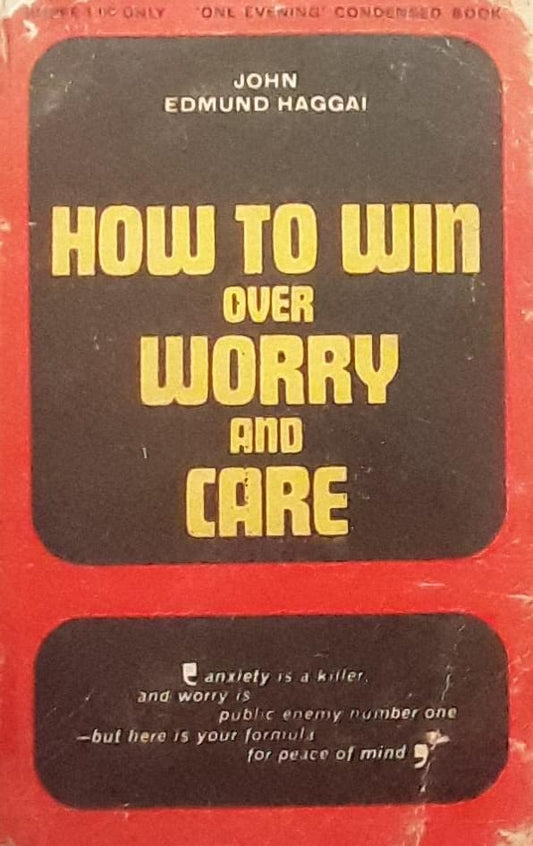 ONLY 'ONE EVENING' CONDENSED BOOK
JOHN
EDMUND HAGGAI
HOW TO WIN
OVER
WORRY
AND
CARE
❛ anxiety is a killer,
and worry is
public enemy number one
—but here is your formula
for peace of mind ❜